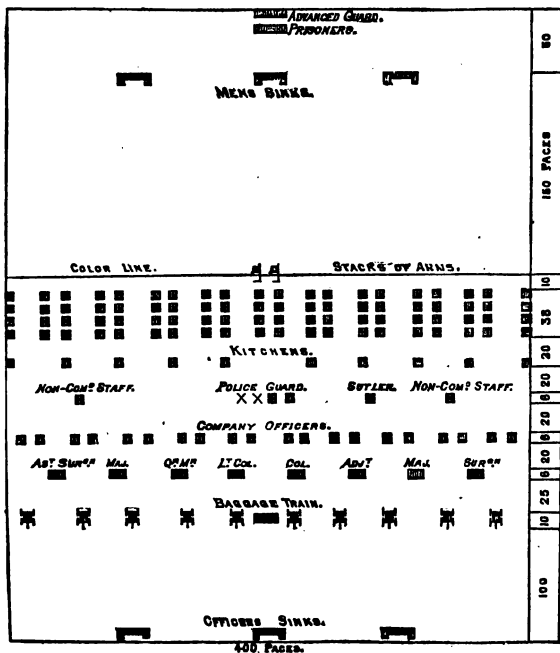 ADVANCED GUARD.
PRISONERS.
50
MENS SINKS.
150 PACES
COLOR LINE. STACKS OF ARMS.
10
35
KITCHENS.
20
20
NON-COMD STAFF. POLICE GUARD. SUTLER. NON-COMD STAFF.
6
COMPANY OFFICERS.
20
6
AST SURGN MAJ. QR MR LT COL. COL. ADJT MAJ. SURGN
20
6
BAGGAGE TRAIN.
25
10
100
OFFICERS SINKS.
400 PACES.